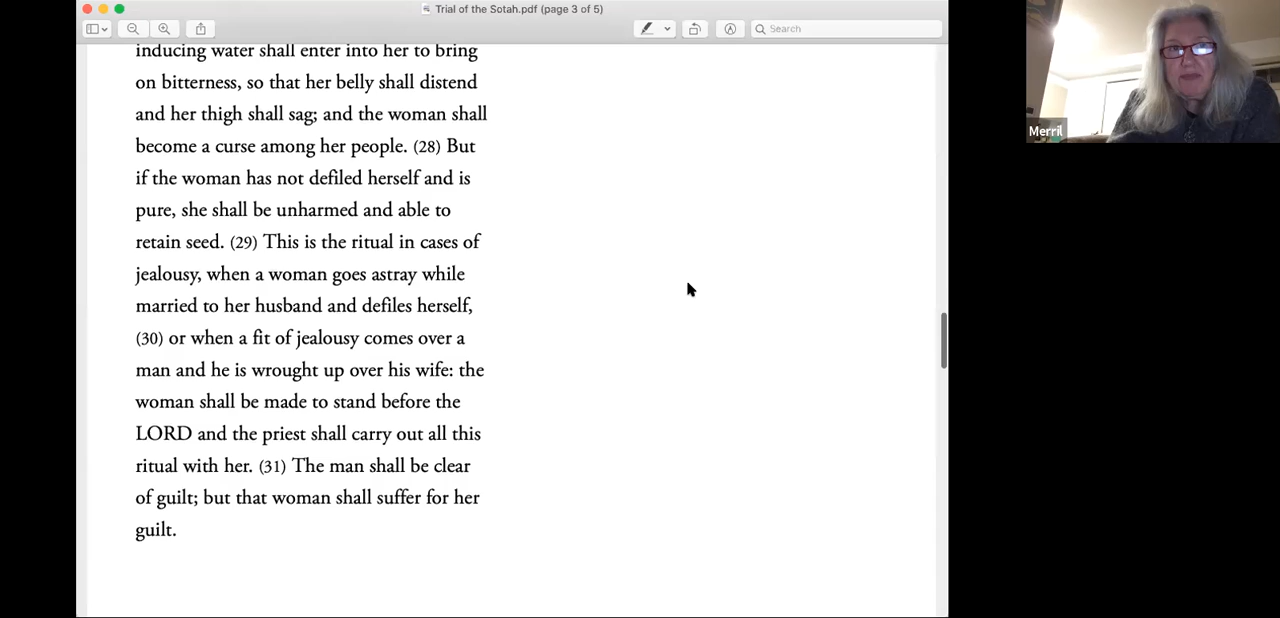 Trial of the Sotah.pdf (page 3 of 5)
Search
inducing water shall enter into her to bring
on bitterness, so that her belly shall distend
and her thigh shall sag; and the woman shall
become a curse among her people. (28) But
if the woman has not defiled herself and is
pure, she shall be unharmed and able to
retain seed. (29) This is the ritual in cases of
jealousy, when a woman goes astray while
married to her husband and defiles herself,
(30) or when a fit of jealousy comes over a
man and he is wrought up over his wife: the
woman shall be made to stand before the
LORD and the priest shall carry out all this
ritual with her. (31) The man shall be clear
of guilt; but that woman shall suffer for her
guilt.
Merril